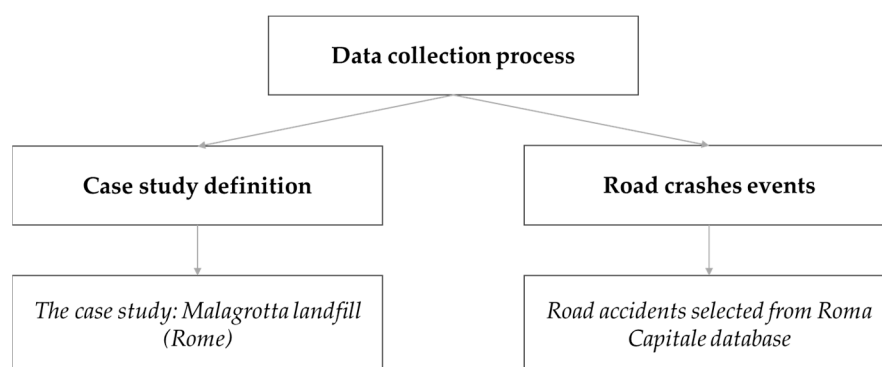 Data collection process
Case study definition
Road crashes events
The case study: Malagrotta landfill
(Rome)
Road accidents selected from Roma
Capitale database